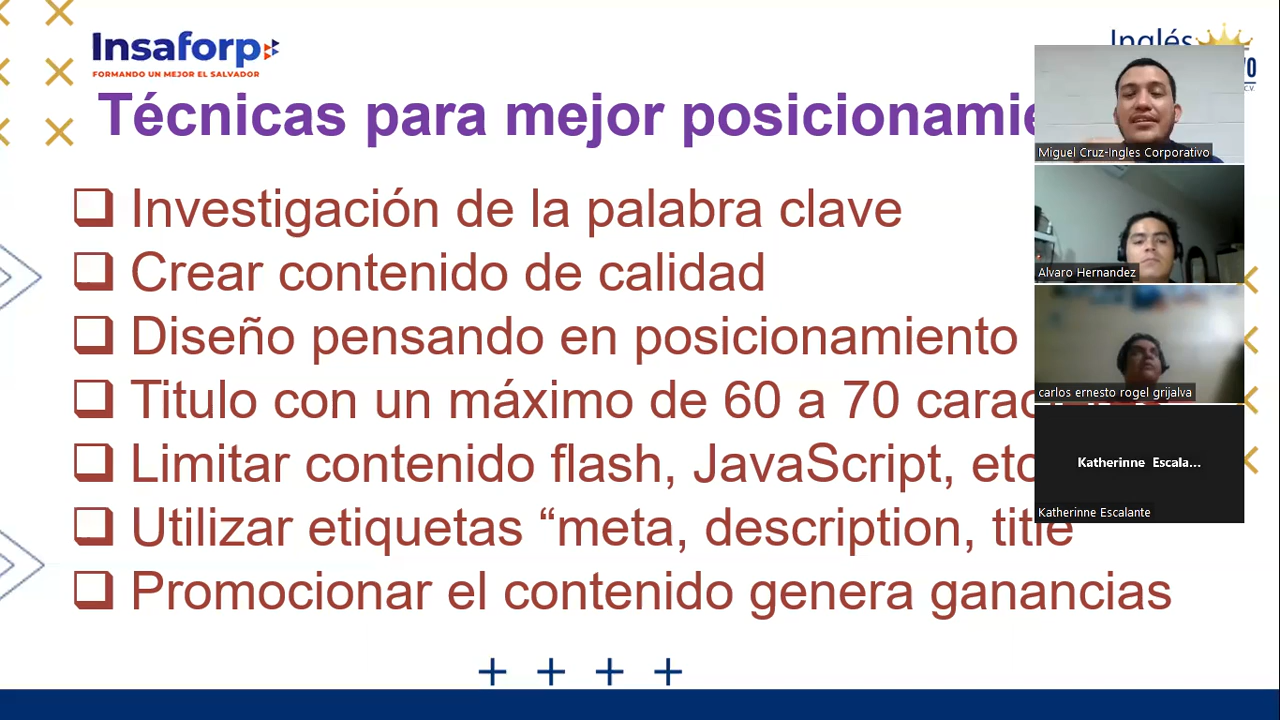 Insaforp
FORMANDO UN MEJOR EL SALVADOR
Inglés
Técnicas para mejor posicionamie
Investigación de la palabra clave
Crear contenido de calidad
Diseño pensando en posicionamiento
Titulo con un máximo de 60 a 70 carac
Limitar contenido flash, JavaScript, etc
Utilizar etiquetas “meta, description, title
Promocionar el contenido genera ganancias
Miguel Cruz-Ingles Corporativo
Alvaro Hernandez
carlos ernesto rogel grijalva
Katherinne Escala...
Katherinne Escalante